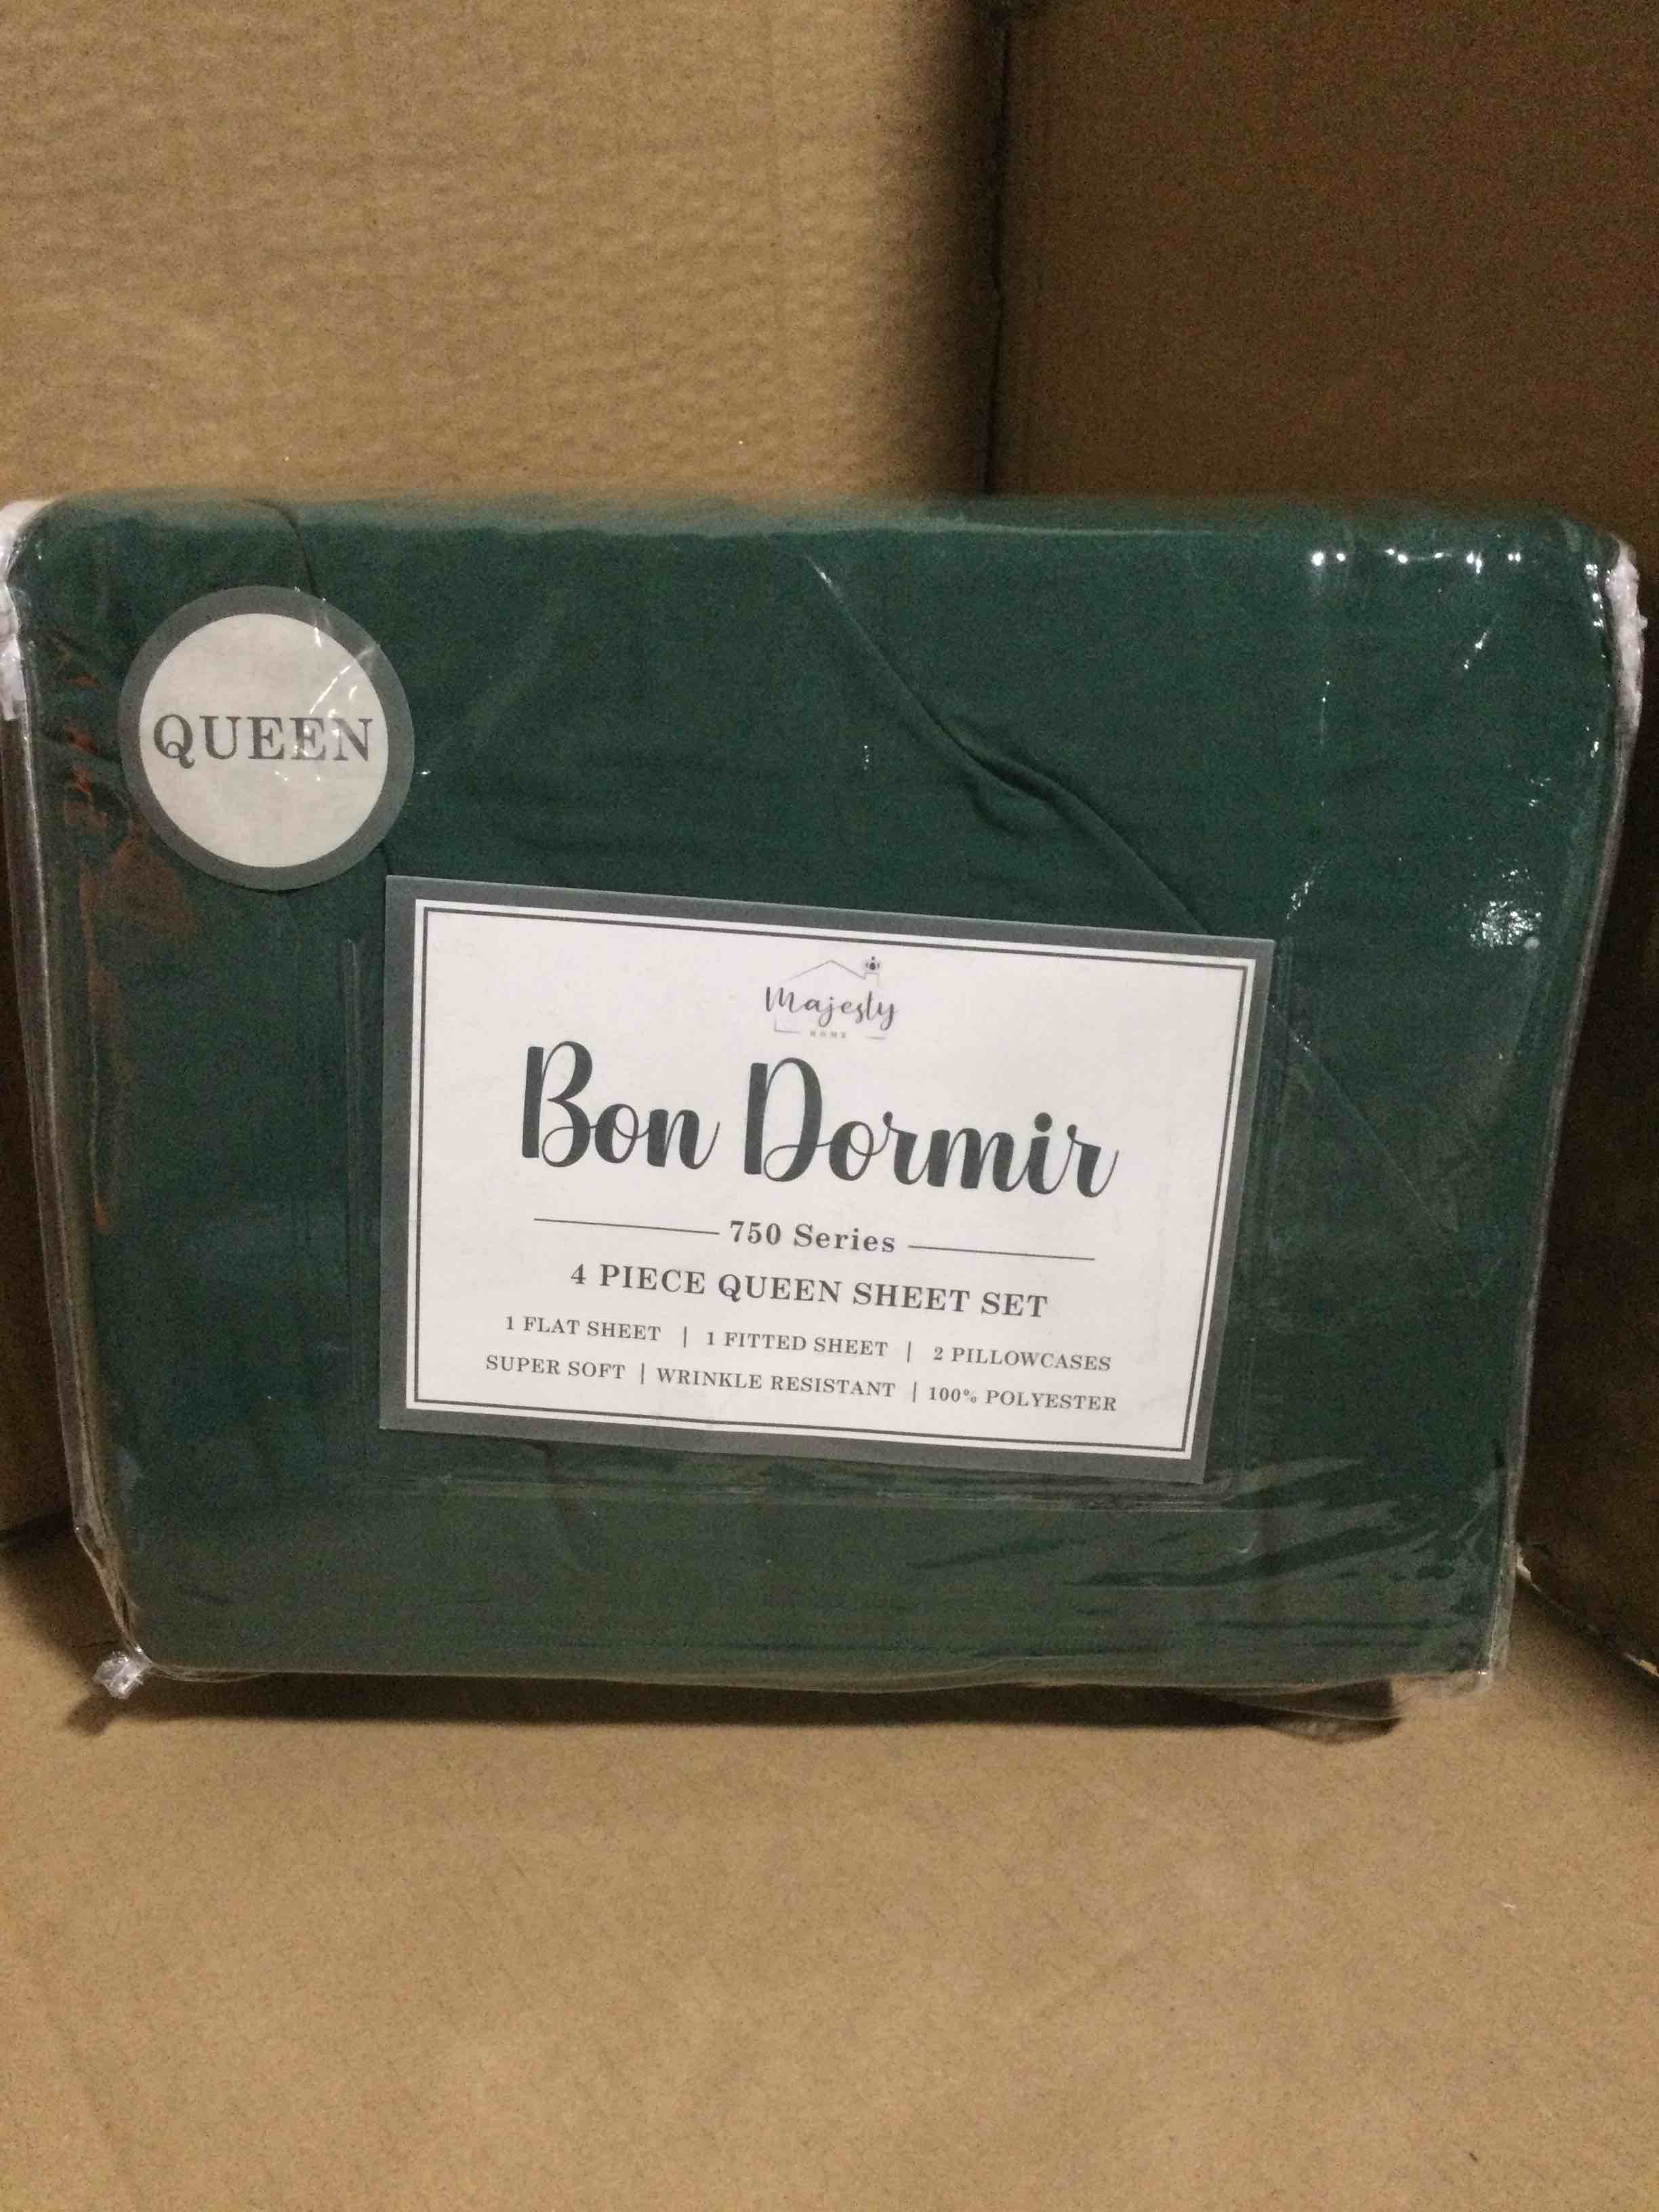 QUEEN
Majesty
HOME
Bon Dormir
750 Series
4 PIECE QUEEN SHEET SET
1 FLAT SHEET | 1 FITTED SHEET | 2 PILLOWCASES
SUPER SOFT | WRINKLE RESISTANT | 100% POLYESTER